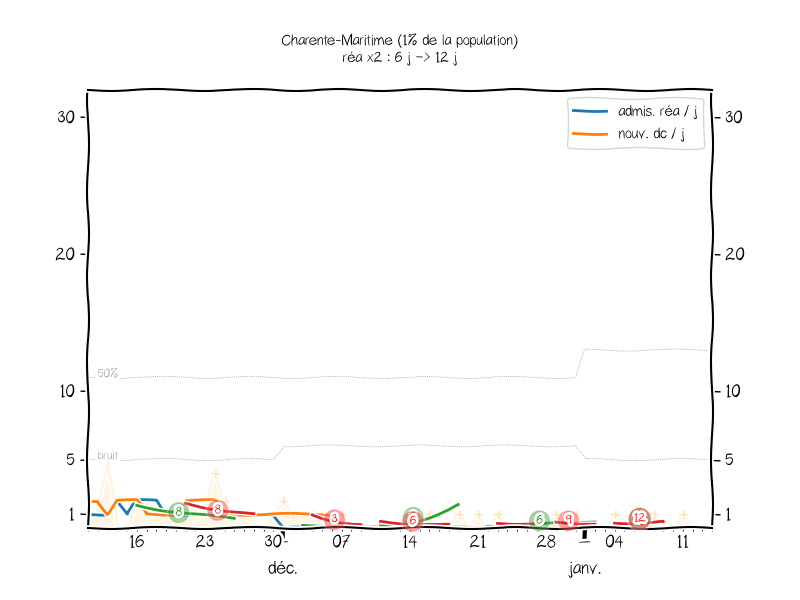 Charente-Maritime (1% de la population)
réa x2 : 6 j -> 12 j
admis. réa / j
nouv. dc / j
30 30
20 20
50%
10 10
bruit
5 5
8 8 3 6 6 9 12
1 1
16 23 30 07 14 21 28 04 11
déc. janv.